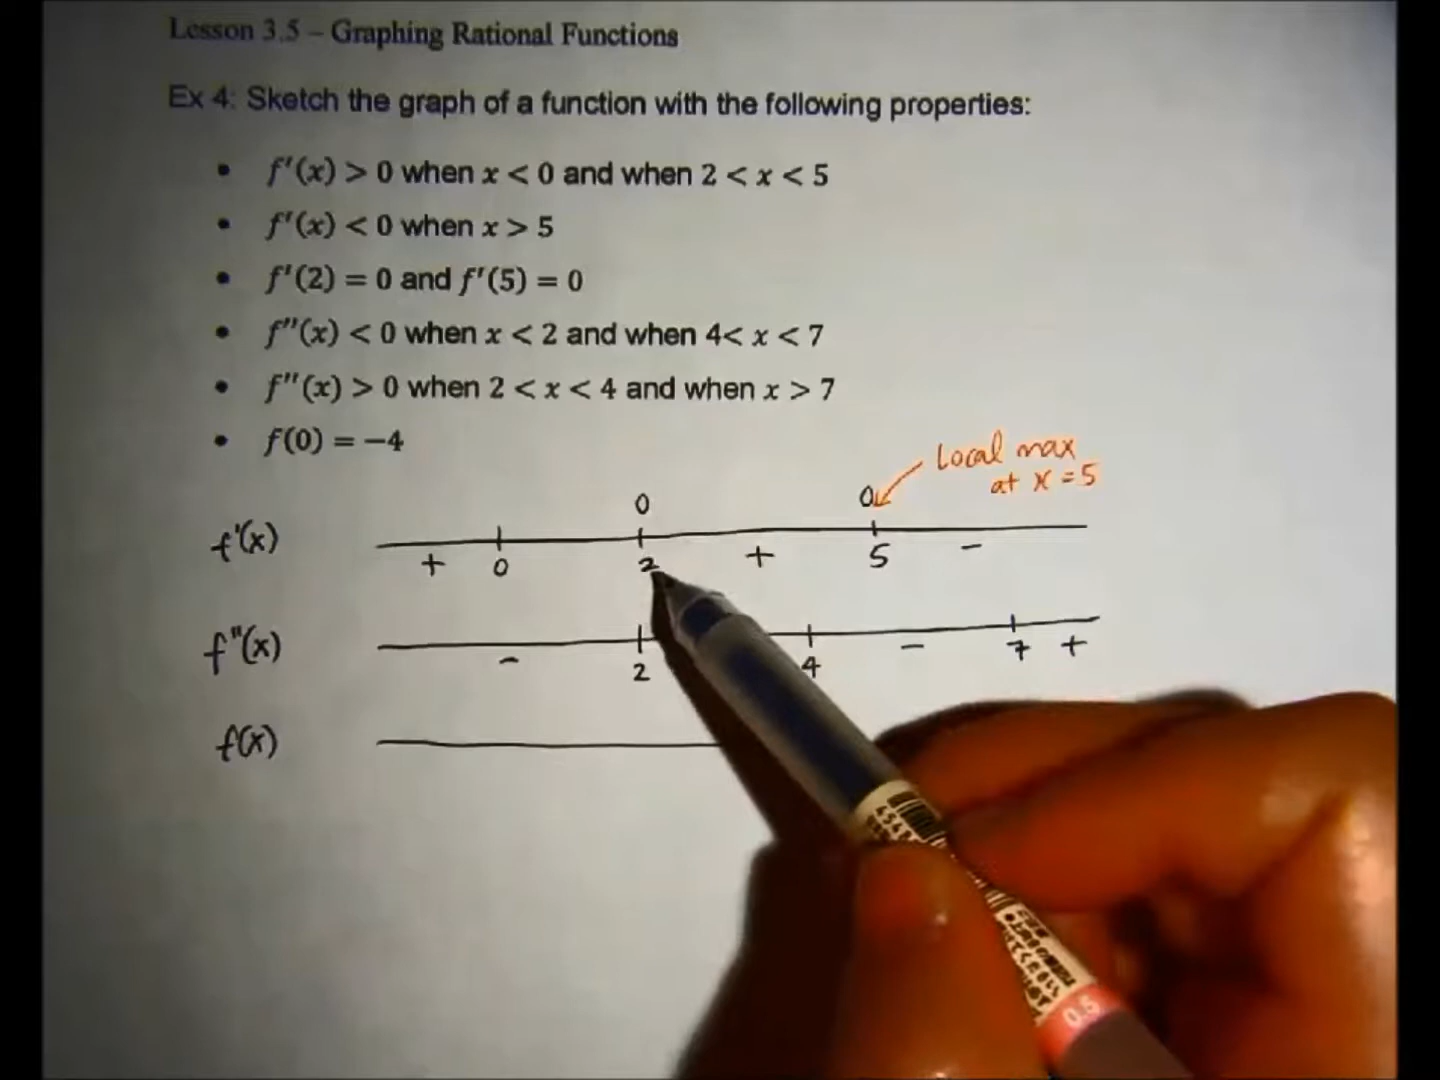 Lesson 3.5 – Graphing Rational Functions
Ex 4: Sketch the graph of a function with the following properties:
• f'(x) > 0 when x < 0 and when 2 < x < 5
• f'(x) < 0 when x > 5
• f'(2) = 0 and f'(5) = 0
• f''(x) < 0 when x < 2 and when 4< x < 7
• f''(x) > 0 when 2 < x < 4 and when x > 7
• f(0) = −4
Local max
at x = 5
0 0
f'(x)
+ 0 2 + 5 −
f''(x)
− 2 4 − 7 +
f(x)
0.5